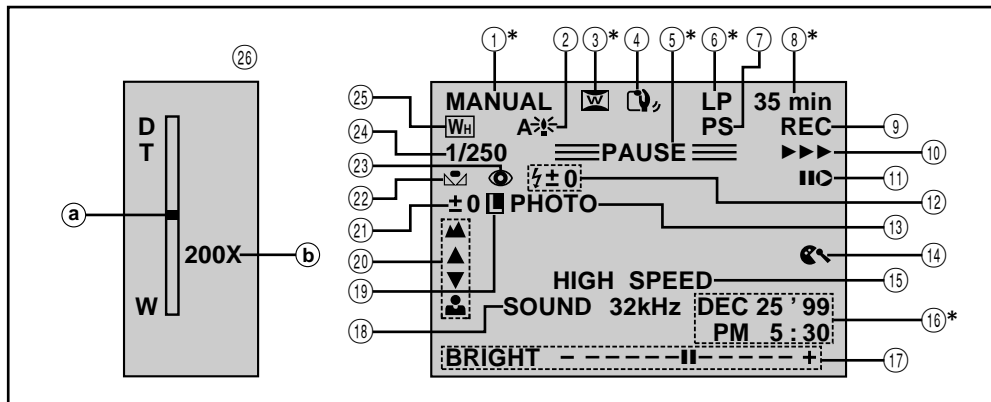 ㉖
D
T
W
200X
ⓐ
ⓑ
①* ② ③* ④ ⑤* ⑥* ⑦ ⑧*
MANUAL W LP 35 min
㉕ WH A PS REC ⑨
㉔ 1/250 PAUSE ►►► ⑩
㉓ ⑪
㉒ ±0 ⑫
㉑ ±0 L PHOTO ⑬
⑳ ⑭
⑲ HIGH SPEED ⑮
⑱ SOUND 32kHz DEC 25 ’ 99
PM 5 : 30 ⑯*
BRIGHT – – – – – – – – – – – – + ⑰